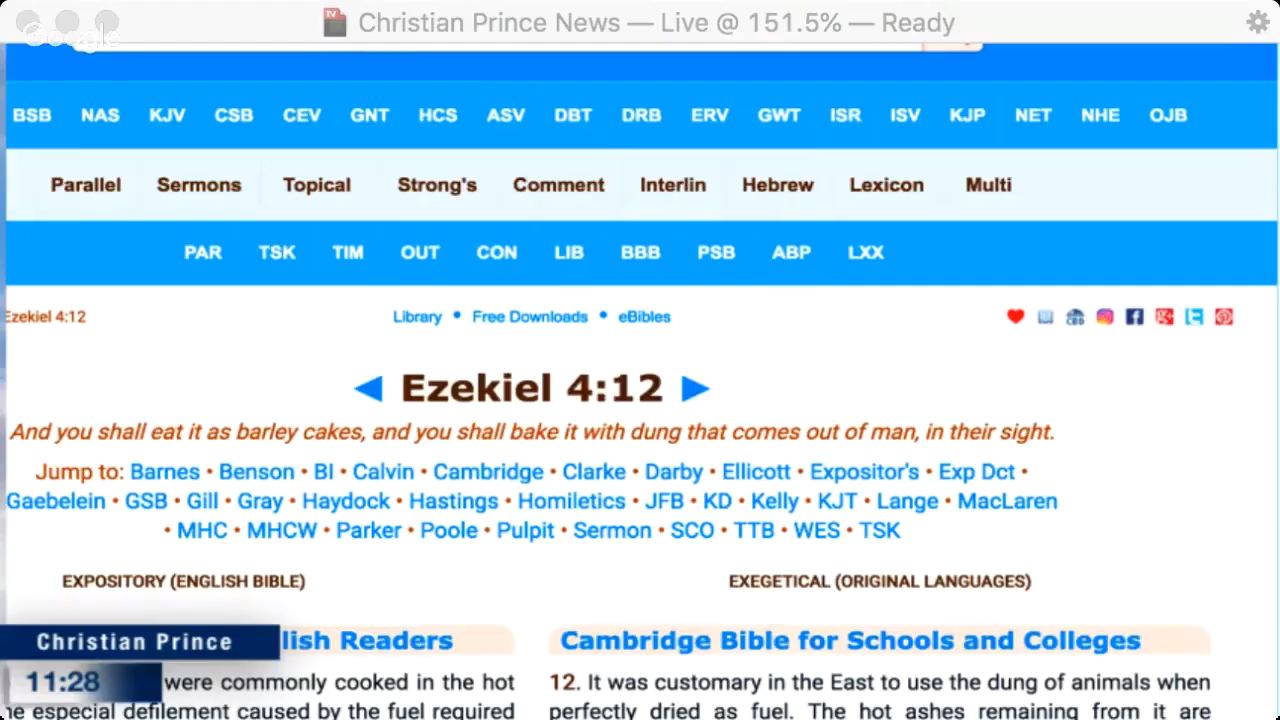 Christian Prince News — Live @ 151.5% — Ready
Google
BSB NAS KJV CSB CEV GNT HCS ASV DBT DRB ERV GWT ISR ISV KJP NET NHE OJB
Parallel Sermons Topical Strong's Comment Interlin Hebrew Lexicon Multi
PAR TSK TIM OUT CON LIB BBB PSB ABP LXX
Ezekiel 4:12 Library • Free Downloads • eBibles
◄ Ezekiel 4:12 ►
And you shall eat it as barley cakes, and you shall bake it with dung that comes out of man, in their sight.
Jump to: Barnes • Benson • BI • Calvin • Cambridge • Clarke • Darby • Ellicott • Expositor's • Exp Dct •
Gaebelein • GSB • Gill • Gray • Haydock • Hastings • Homiletics • JFB • KD • Kelly • KJT • Lange • MacLaren
• MHC • MHCW • Parker • Poole • Pulpit • Sermon • SCO • TTB • WES • TSK
EXPOSITORY (ENGLISH BIBLE)
EXEGETICAL (ORIGINAL LANGUAGES)
Christian Prince
lish Readers
11:28
were commonly cooked in the hot
especial defilement caused by the fuel required
Cambridge Bible for Schools and Colleges
12. It was customary in the East to use the dung of animals when
perfectly dried as fuel. The hot ashes remaining from it are